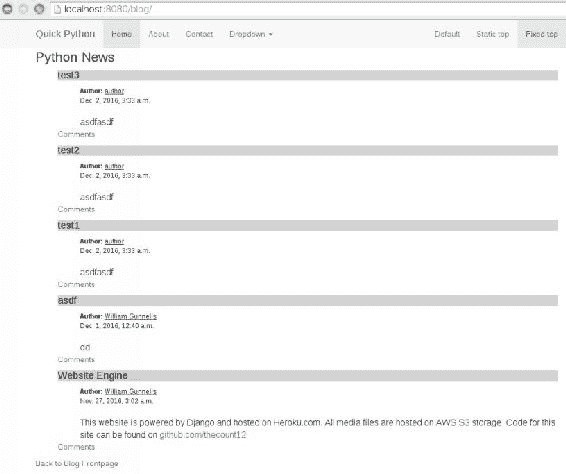 localhost:8080/blog/
Quick Python Home About Contact Dropdown Default Static top Fixed top
Python News
test3
Author: author
Dec. 2, 2016, 3:33 a.m.
asdfasdf
Comments
test2
Author: author
Dec. 2, 2016, 3:33 a.m.
asdfasdf
Comments
test1
Author: author
Dec. 2, 2016, 3:33 a.m.
asdfasdf
Comments
asdf
Author: William Gunnells
Dec. 1, 2016, 12:40 a.m.
Comments
Website Engine
Author: William Gunnells
Nov. 27, 2016, 3:02 a.m.
This website is powered by Django and hosted on Heroku.com. All media files are hosted on AWS S3 storage. Code for this
site can be found on github.com/thecount12
Comments
Back to Blog Frontpage